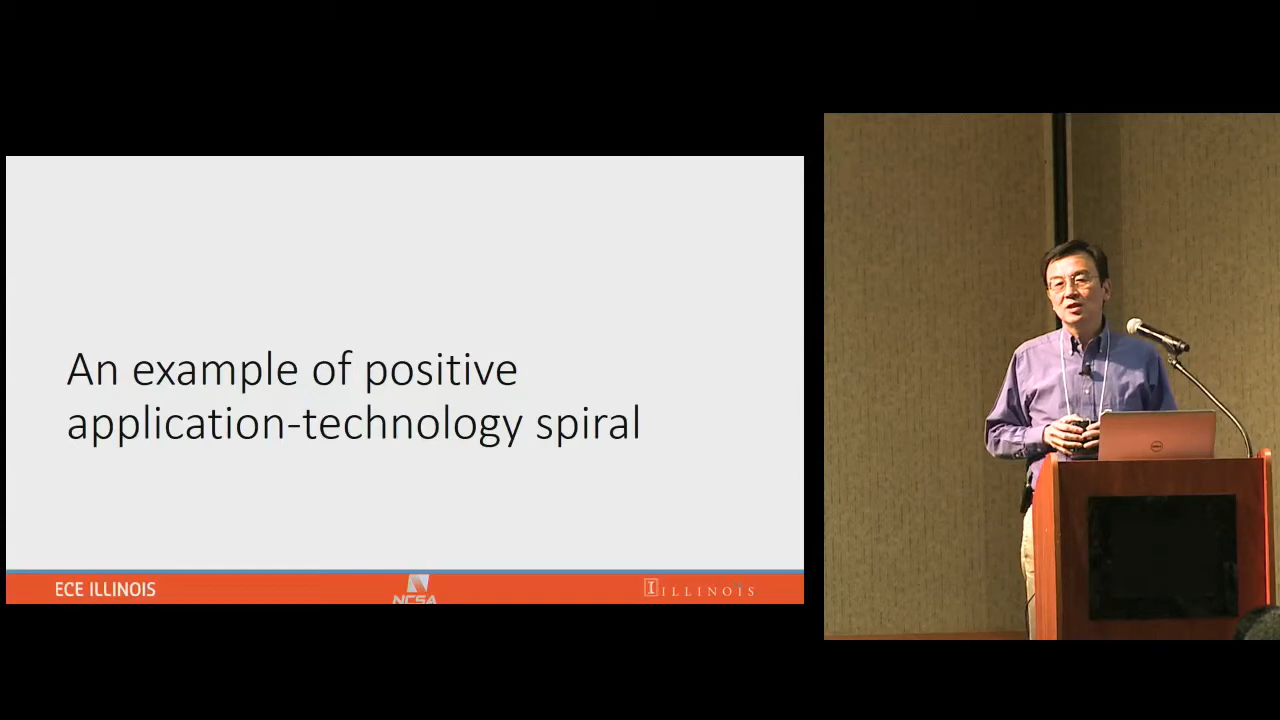 An example of positive
application-technology spiral
ECE ILLINOIS
NCSA
I ILLINOIS